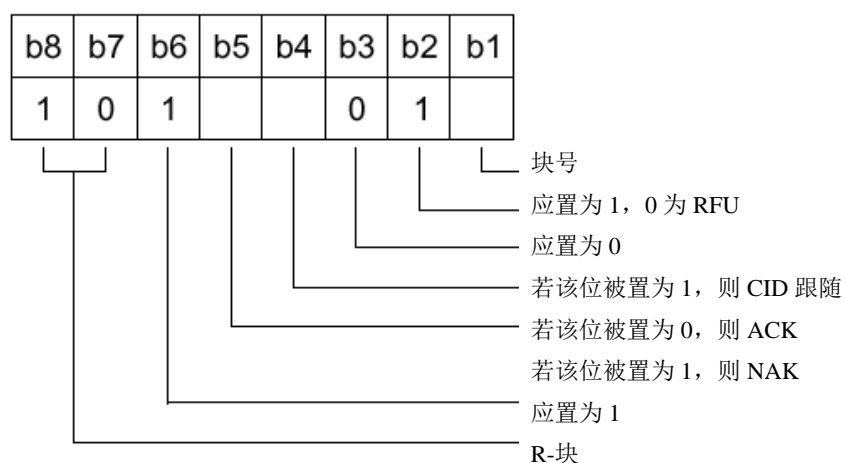 b8 b7 b6 b5 b4 b3 b2 b1
1 0 1 0 1
块号
应置为 1，0 为 RFU
应置为 0
若该位被置为 1，则 CID 跟随
若该位被置为 0，则 ACK
若该位被置为 1，则 NAK
应置为 1
R-块